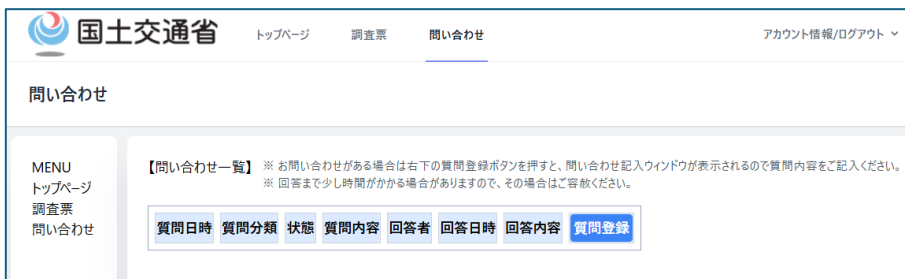 国土交通省 トップページ 調査票 問い合わせ アカウント情報/ログアウト
問い合わせ
MENU
トップページ
調査票
問い合わせ
【問い合わせ一覧】 ※ お問い合わせがある場合は右下の質問登録ボタンを押すと、問い合わせ記入ウィンドウが表示されるので質問内容をご記入ください。
※ 回答まで少し時間がかかる場合がありますので、その場合はご容赦ください。
質問日時 質問分類 状態 質問内容 回答者 回答日時 回答内容 質問登録